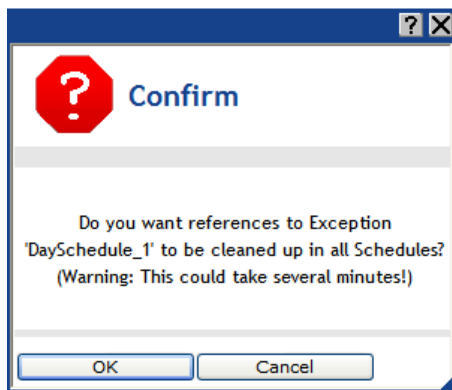 Confirm
Do you want references to Exception
'DaySchedule_1' to be cleaned up in all Schedules?
(Warning: This could take several minutes!)
OK
Cancel